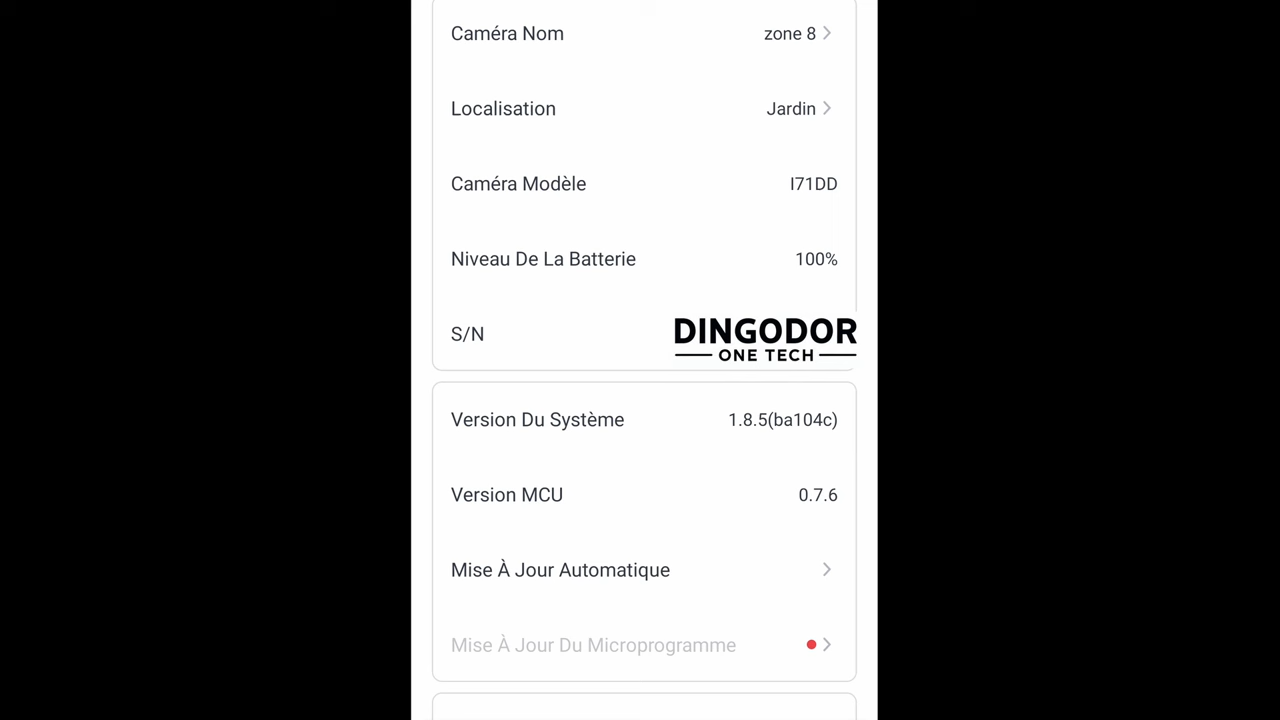 Caméra Nom zone 8
Localisation Jardin
Caméra Modèle I71DD
Niveau De La Batterie 100%
S/N DINGODOR
ONE TECH
Version Du Système 1.8.5(ba104c)
Version MCU 0.7.6
Mise À Jour Automatique
Mise À Jour Du Microprogramme